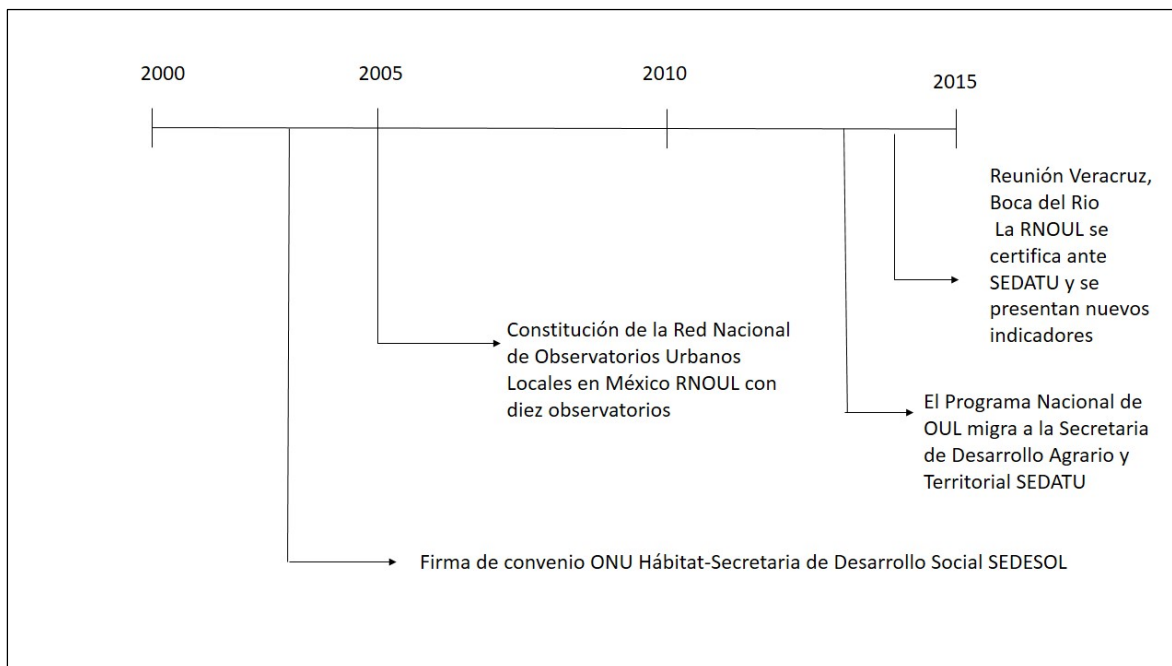 2000
2005
2010
2015
Reunión Veracruz,
Boca del Rio
La RNOUL se
certifica ante
SEDATU y se
presentan nuevos
indicadores
Constitución de la Red Nacional
de Observatorios Urbanos
Locales en México RNOUL con
diez observatorios
El Programa Nacional de
OUL migra a la Secretaria
de Desarrollo Agrario y
Territorial SEDATU
Firma de convenio ONU Hábitat-Secretaria de Desarrollo Social SEDESOL